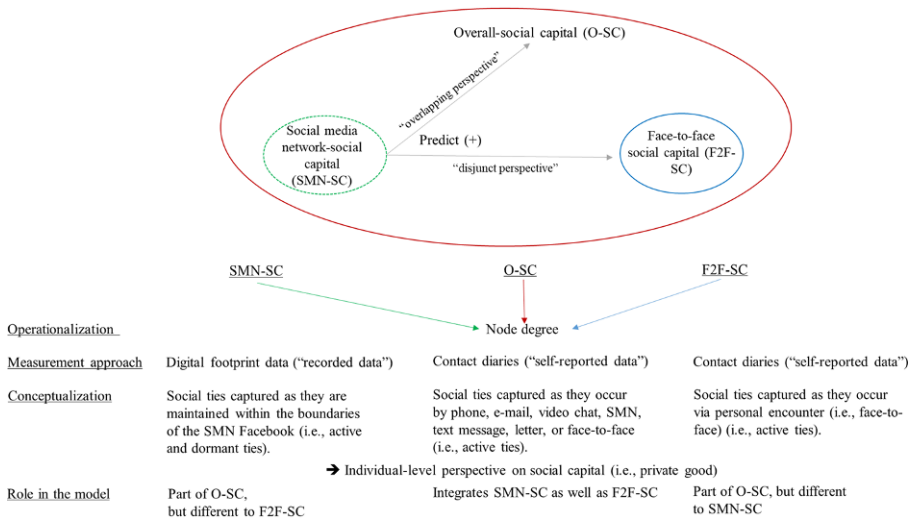 Overall-social capital (O-SC)
“overlapping perspective”
Social media
network-social
capital
(SMN-SC)
Predict (+)
“disjunct perspective”
Face-to-face
social capital (F2F-
SC)
SMN-SC
O-SC
F2F-SC
Operationalization
Node degree
Measurement approach
Digital footprint data (“recorded data”)
Contact diaries (“self-reported data”)
Contact diaries (“self-reported data”)
Conceptualization
Social ties captured as they are
maintained within the boundaries
of the SMN Facebook (i.e., active
and dormant ties).
Social ties captured as they occur
by phone, e-mail, video chat, SMN,
text message, letter, or face-to-face
(i.e., active ties).
Social ties captured as they occur
via personal encounter (i.e., face-to-
face) (i.e., active ties).
➔ Individual-level perspective on social capital (i.e., private good)
Role in the model
Part of O-SC,
but different to F2F-SC
Integrates SMN-SC as well as F2F-SC
Part of O-SC, but different
to SMN-SC